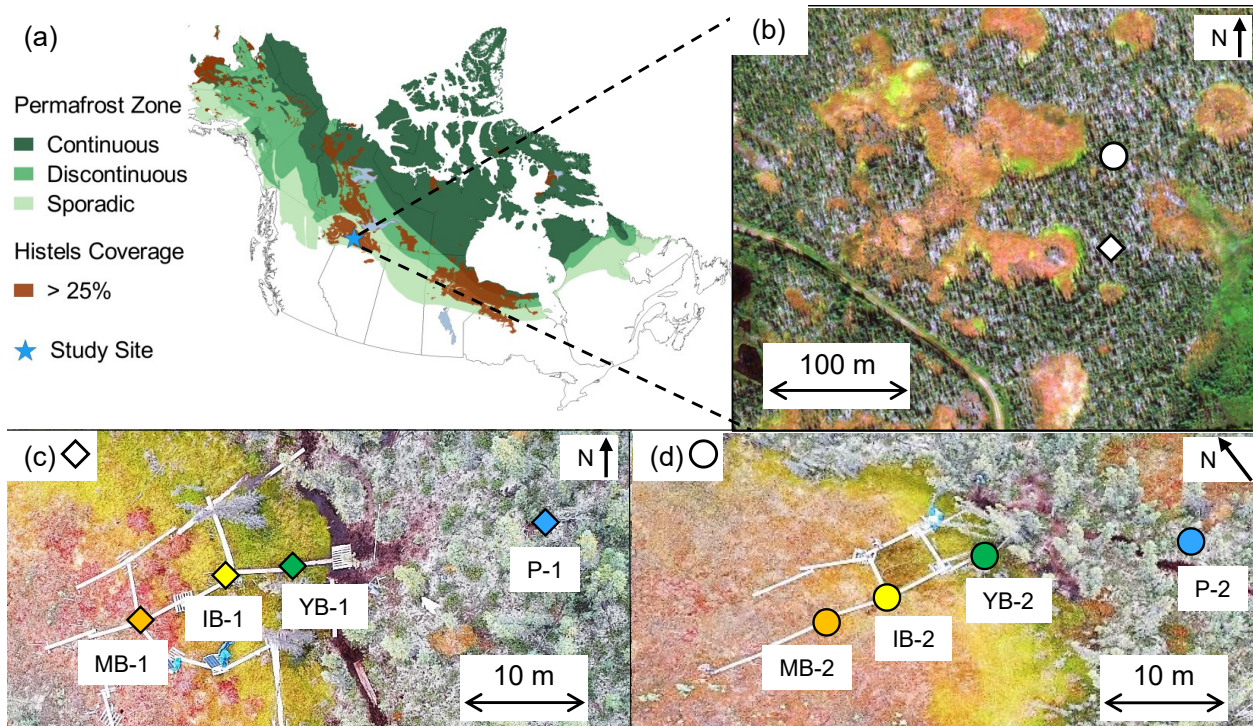 (a)
Permafrost Zone
Continuous
Discontinuous
Sporadic
Histels Coverage
> 25%
Study Site
(b)
N
100 m
(c)
N
P-1
IB-1
YB-1
MB-1
10 m
(d)
N
P-2
YB-2
IB-2
MB-2
10 m